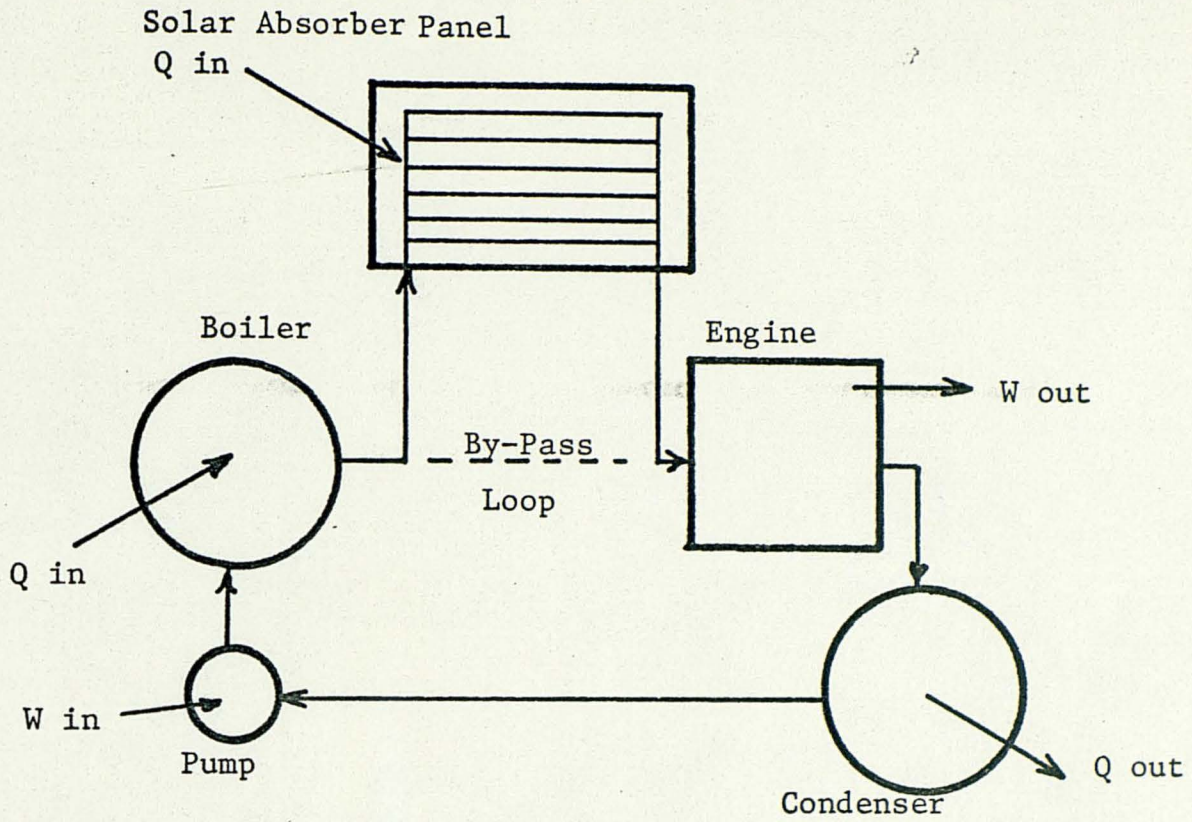 Solar Absorber Panel
Q in
Boiler
Engine
W out
By-Pass
Loop
Q in
W in
Pump
Q out
Condenser